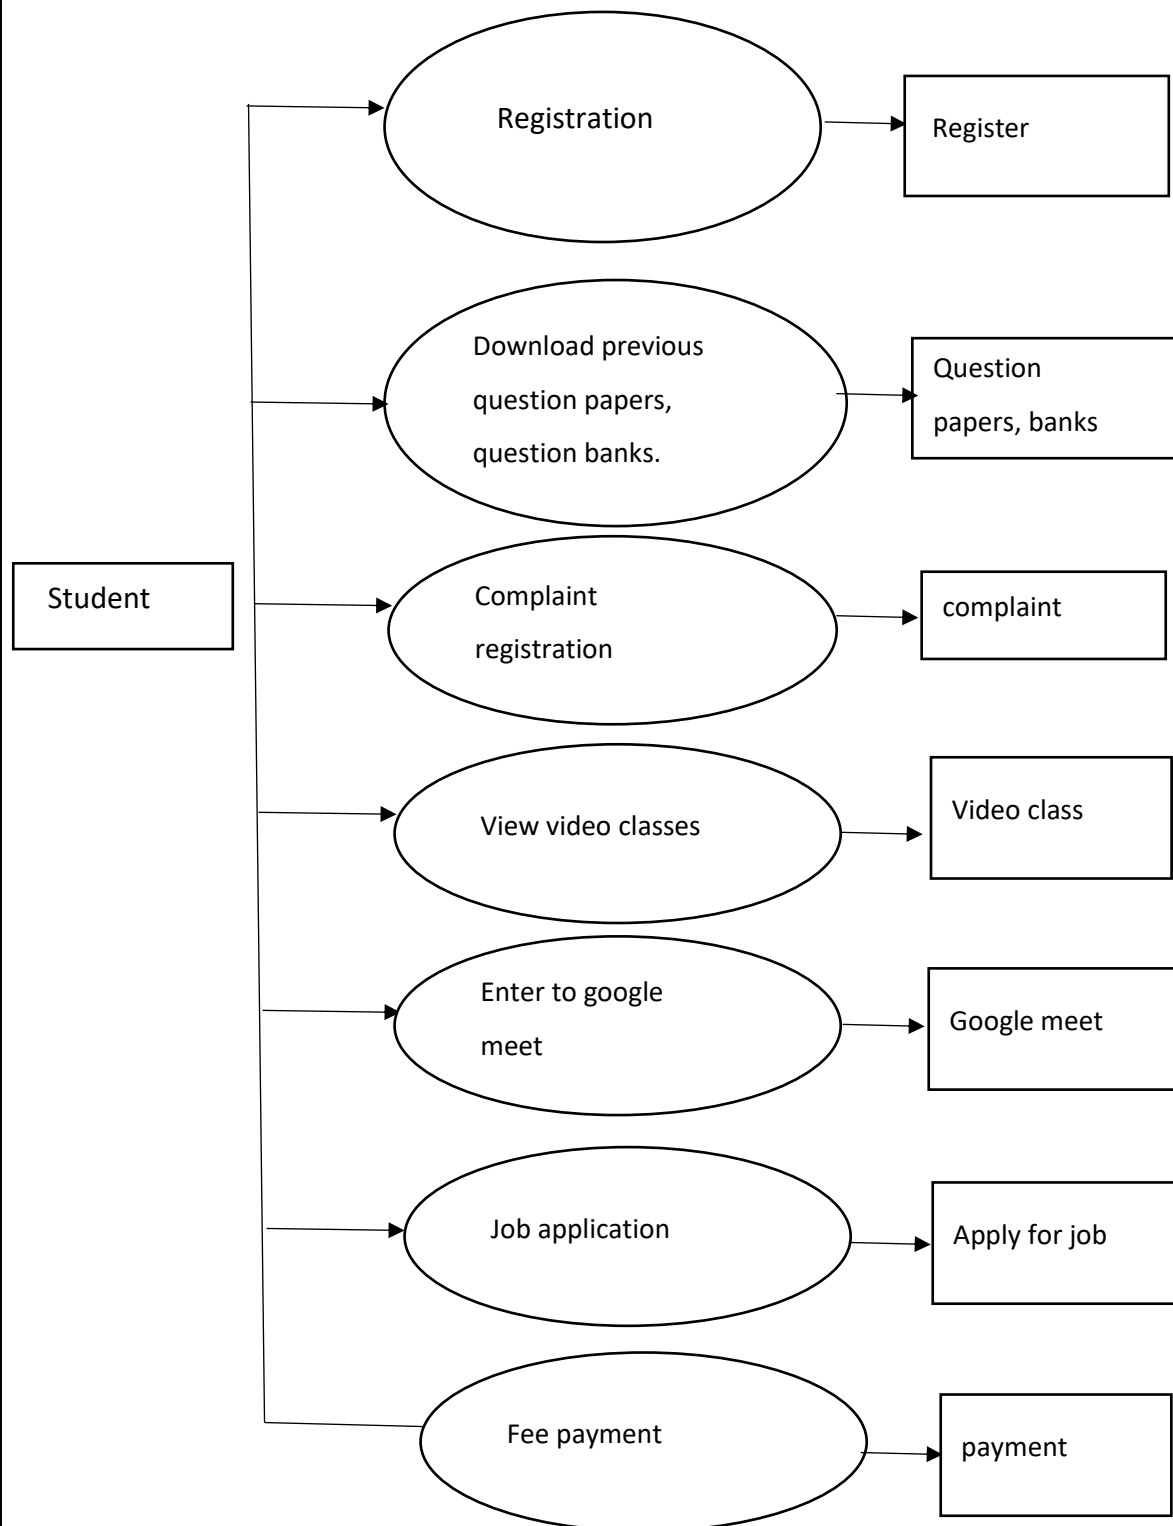 Registration
Register
Download previous
question papers,
question banks.
Question
papers, banks
Student
Complaint
registration
complaint
View video classes
Video class
Enter to google
meet
Google meet
Job application
Apply for job
Fee payment
payment